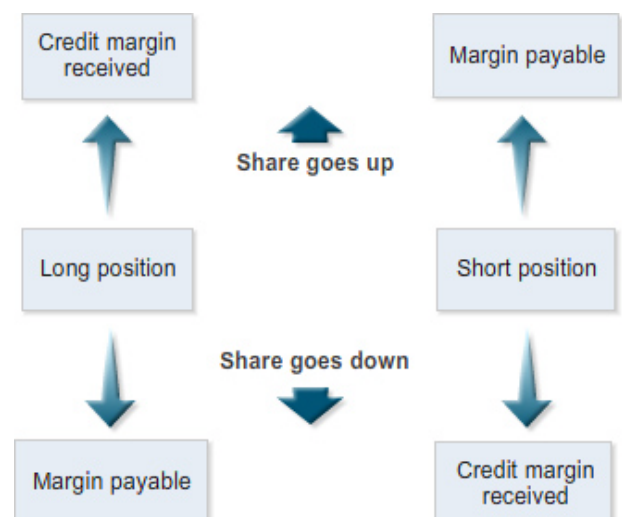 Credit margin
received
Margin payable
Share goes up
Long position
Short position
Share goes down
Margin payable
Credit margin
received